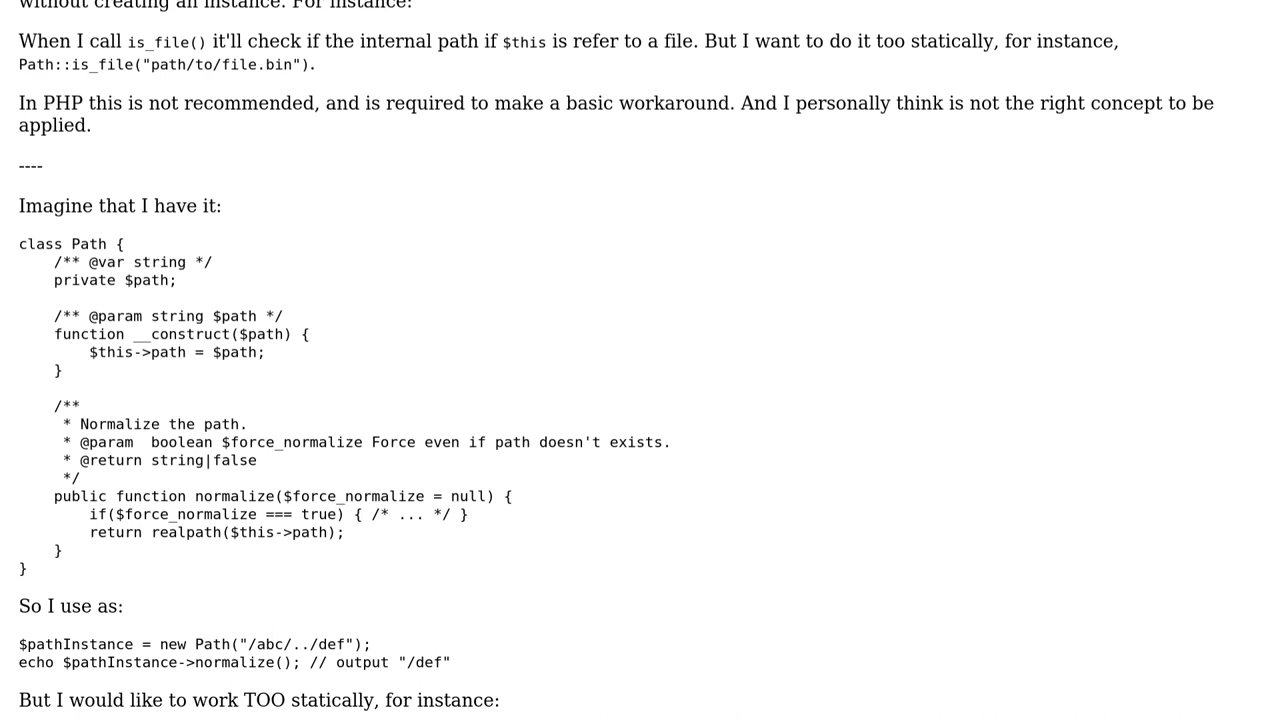 without creating an instance. For instance:
When I call is_file() it'll check if the internal path if $this is refer to a file. But I want to do it too statically, for instance,
Path::is_file("path/to/file.bin").
In PHP this is not recommended, and is required to make a basic workaround. And I personally think is not the right concept to be
applied.
----
Imagine that I have it:
class Path {
    /** @var string */
    private $path;
    /** @param string $path */
    function __construct($path) {
        $this->path = $path;
    }
    /**
     * Normalize the path.
     * @param  boolean $force_normalize Force even if path doesn't exists.
     * @return string|false
     */
    public function normalize($force_normalize = null) {
        if($force_normalize === true) { /* ... */ }
        return realpath($this->path);
    }
}
So I use as:
$pathInstance = new Path("/abc/../def");
echo $pathInstance->normalize(); // output "/def"
But I would like to work TOO statically, for instance: